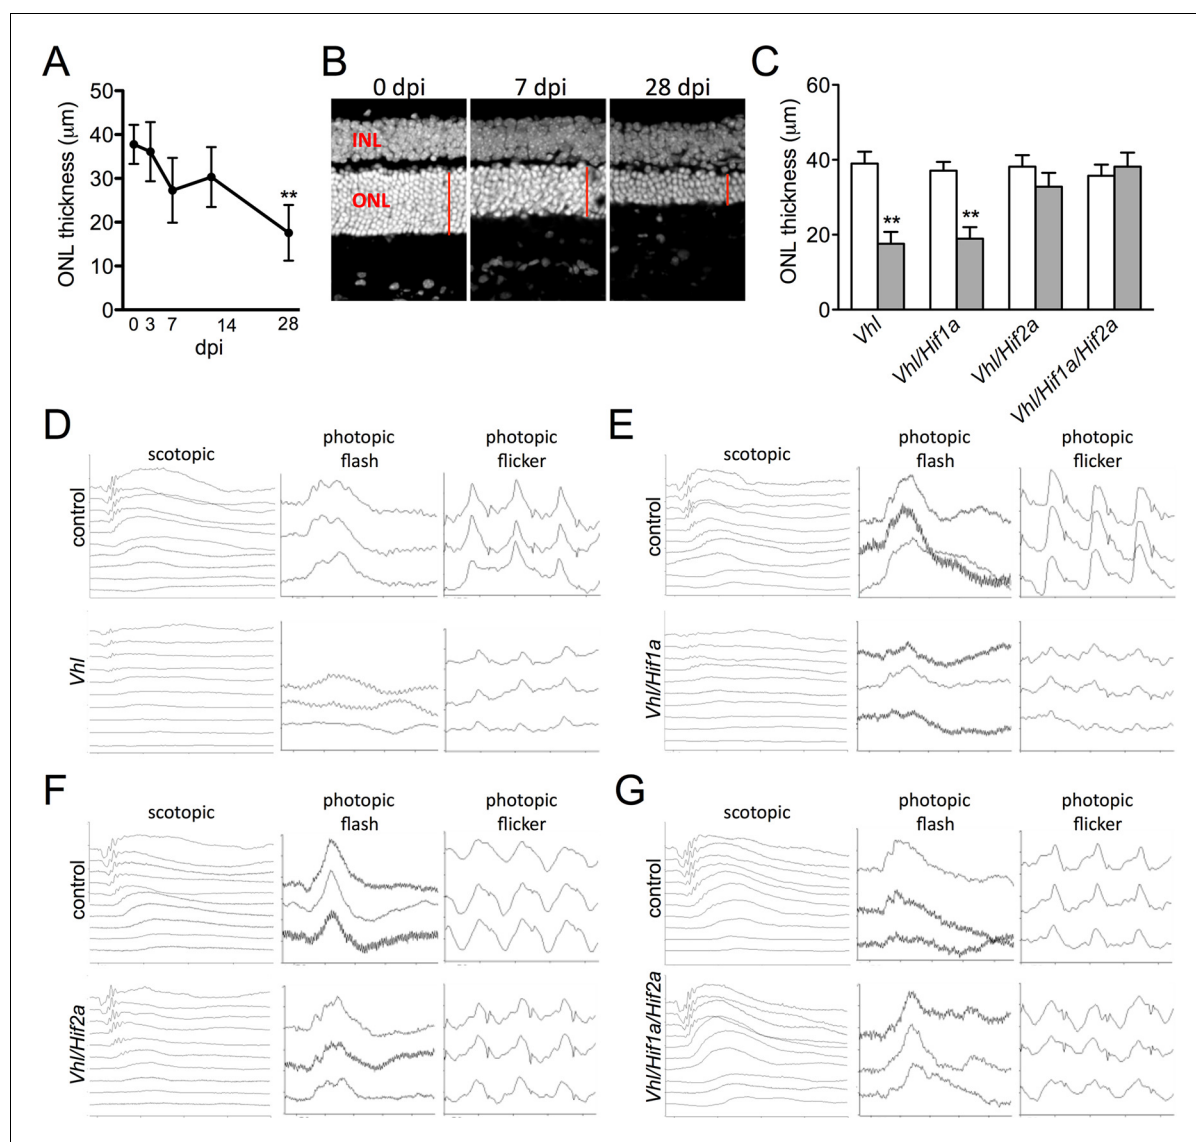 A
ONL thickness (μm)
50
40
30
20
10
0
**
0 3 7 14 28
dpi
B
0 dpi 7 dpi 28 dpi
INL
ONL
C
ONL thickness (μm)
60
40
20
0
** **
Vhl
Vhl/Hif1a
Vhl/Hif2a
Vhl/Hif1a/Hif2a
D
scotopic
photopic
flash
photopic
flicker
control
Vhl
E
scotopic
photopic
flash
photopic
flicker
control
Vhl/Hif1a
F
scotopic
photopic
flash
photopic
flicker
control
Vhl/Hif2a
G
scotopic
photopic
flash
photopic
flicker
control
Vhl/Hif1a/Hif2a